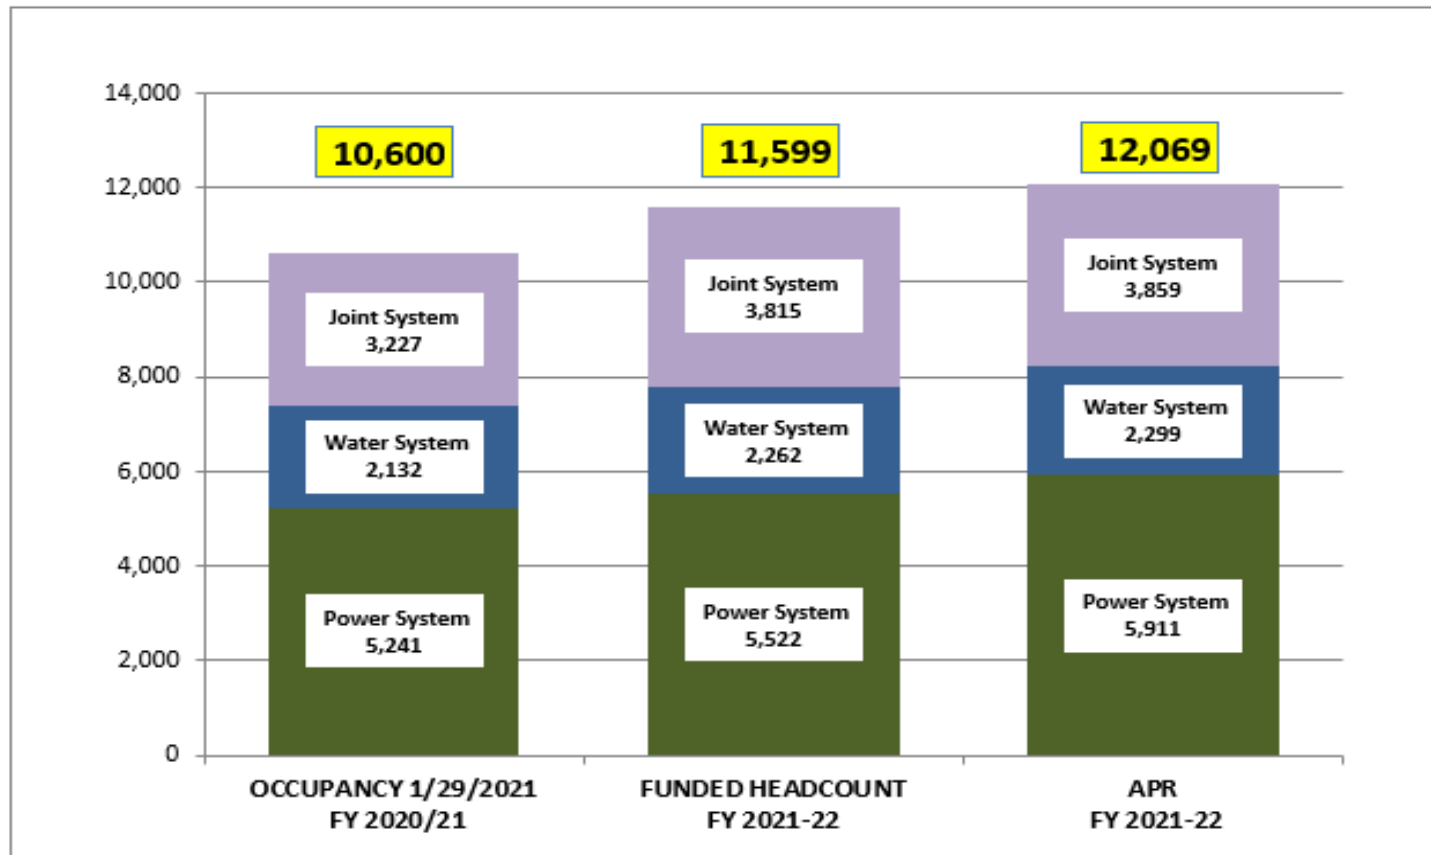 14,000
12,000
10,000
8,000
6,000
4,000
2,000
0
10,600
11,599
12,069
Joint System
3,227
Water System
2,132
Power System
5,241
Joint System
3,815
Water System
2,262
Power System
5,522
Joint System
3,859
Water System
2,299
Power System
5,911
OCCUPANCY 1/29/2021
FY 2020/21
FUNDED HEADCOUNT
FY 2021-22
APR
FY 2021-22